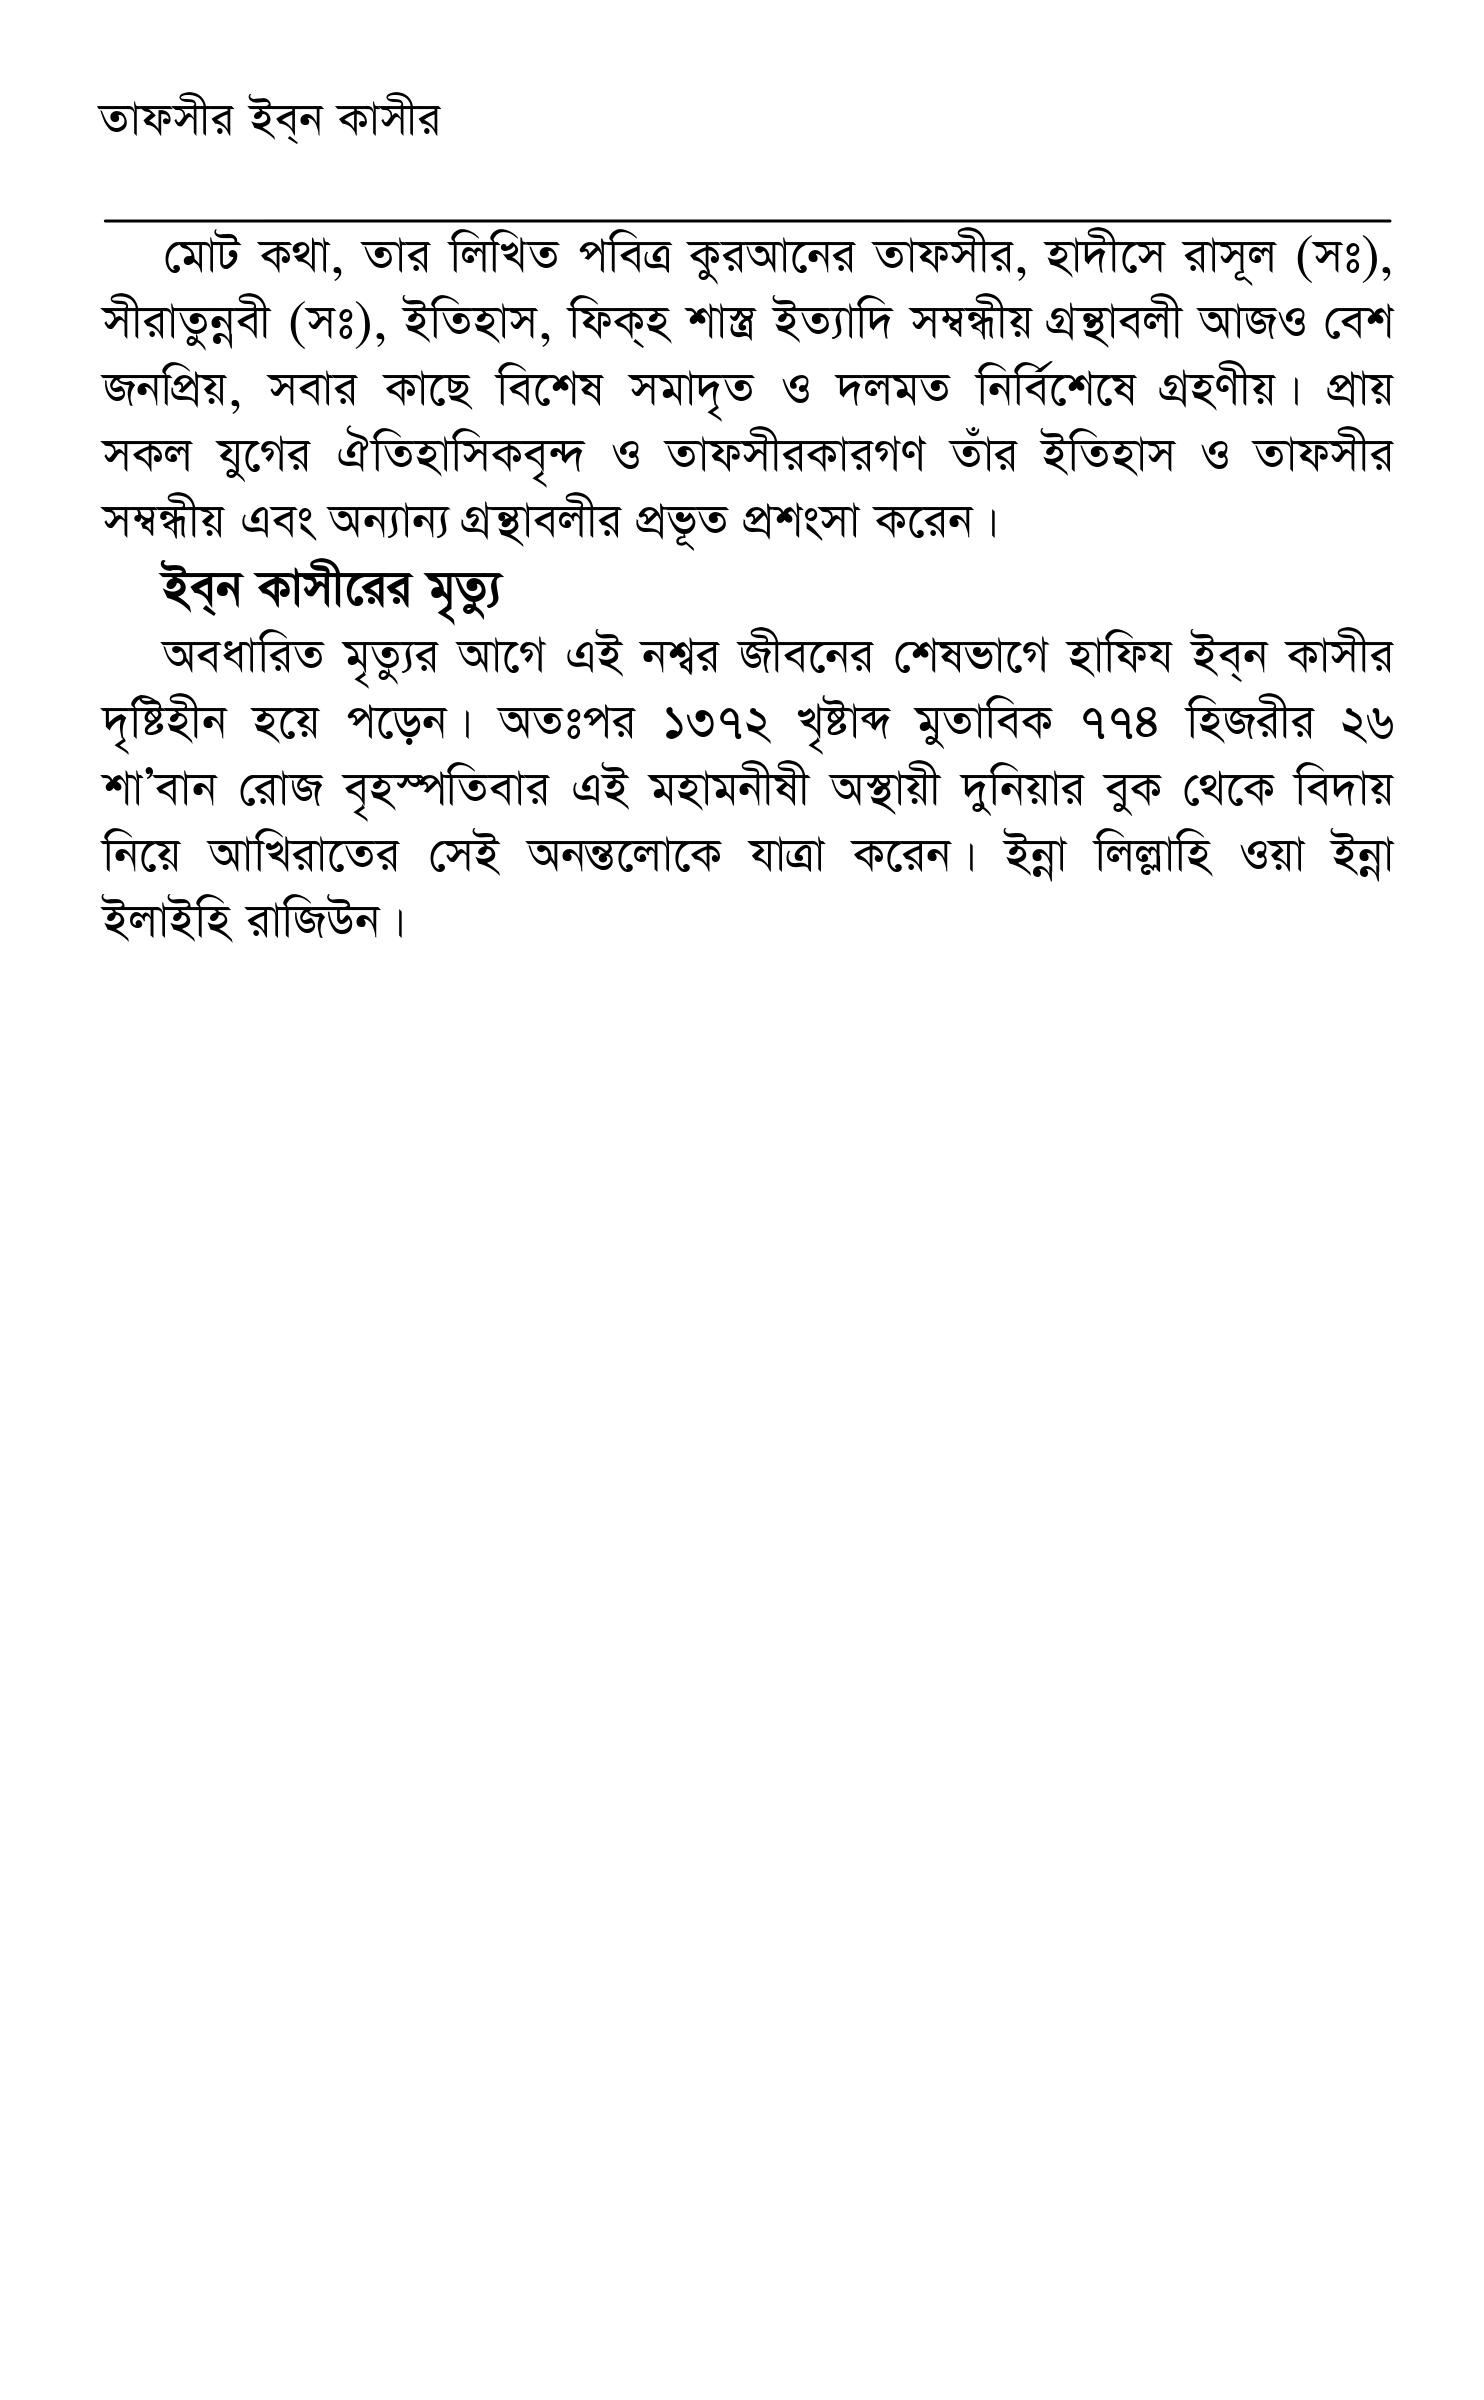 তাফসীর ইব্‌ন কাসীর
মোট কথা, তার লিখিত পবিত্র কুরআনের তাফসীর, হাদীসে রাসূল (সঃ),
সীরাতুন্নবী (সঃ), ইতিহাস, ফিক্‌হ শাস্ত্র ইত্যাদি সম্বন্ধীয় গ্রন্থাবলী আজও বেশ
জনপ্রিয়, সবার কাছে বিশেষ সমাদৃত ও দলমত নির্বিশেষে গ্রহণীয়। প্রায়
সকল যুগের ঐতিহাসিকবৃন্দ ও তাফসীরকারগণ তাঁর ইতিহাস ও তাফসীর
সম্বন্ধীয় এবং অন্যান্য গ্রন্থাবলীর প্রভূত প্রশংসা করেন।
ইব্‌ন কাসীরের মৃত্যু
অবধারিত মৃত্যুর আগে এই নশ্বর জীবনের শেষভাগে হাফিয ইব্‌ন কাসীর
দৃষ্টিহীন হয়ে পড়েন। অতঃপর ১৩৭২ খৃষ্টাব্দ মুতাবিক ৭৭৪ হিজরীর ২৬
শা’বান রোজ বৃহস্পতিবার এই মহামনীষী অস্থায়ী দুনিয়ার বুক থেকে বিদায়
নিয়ে আখিরাতের সেই অনন্তলোকে যাত্রা করেন। ইন্না লিল্লাহি ওয়া ইন্না
ইলাইহি রাজিউন।